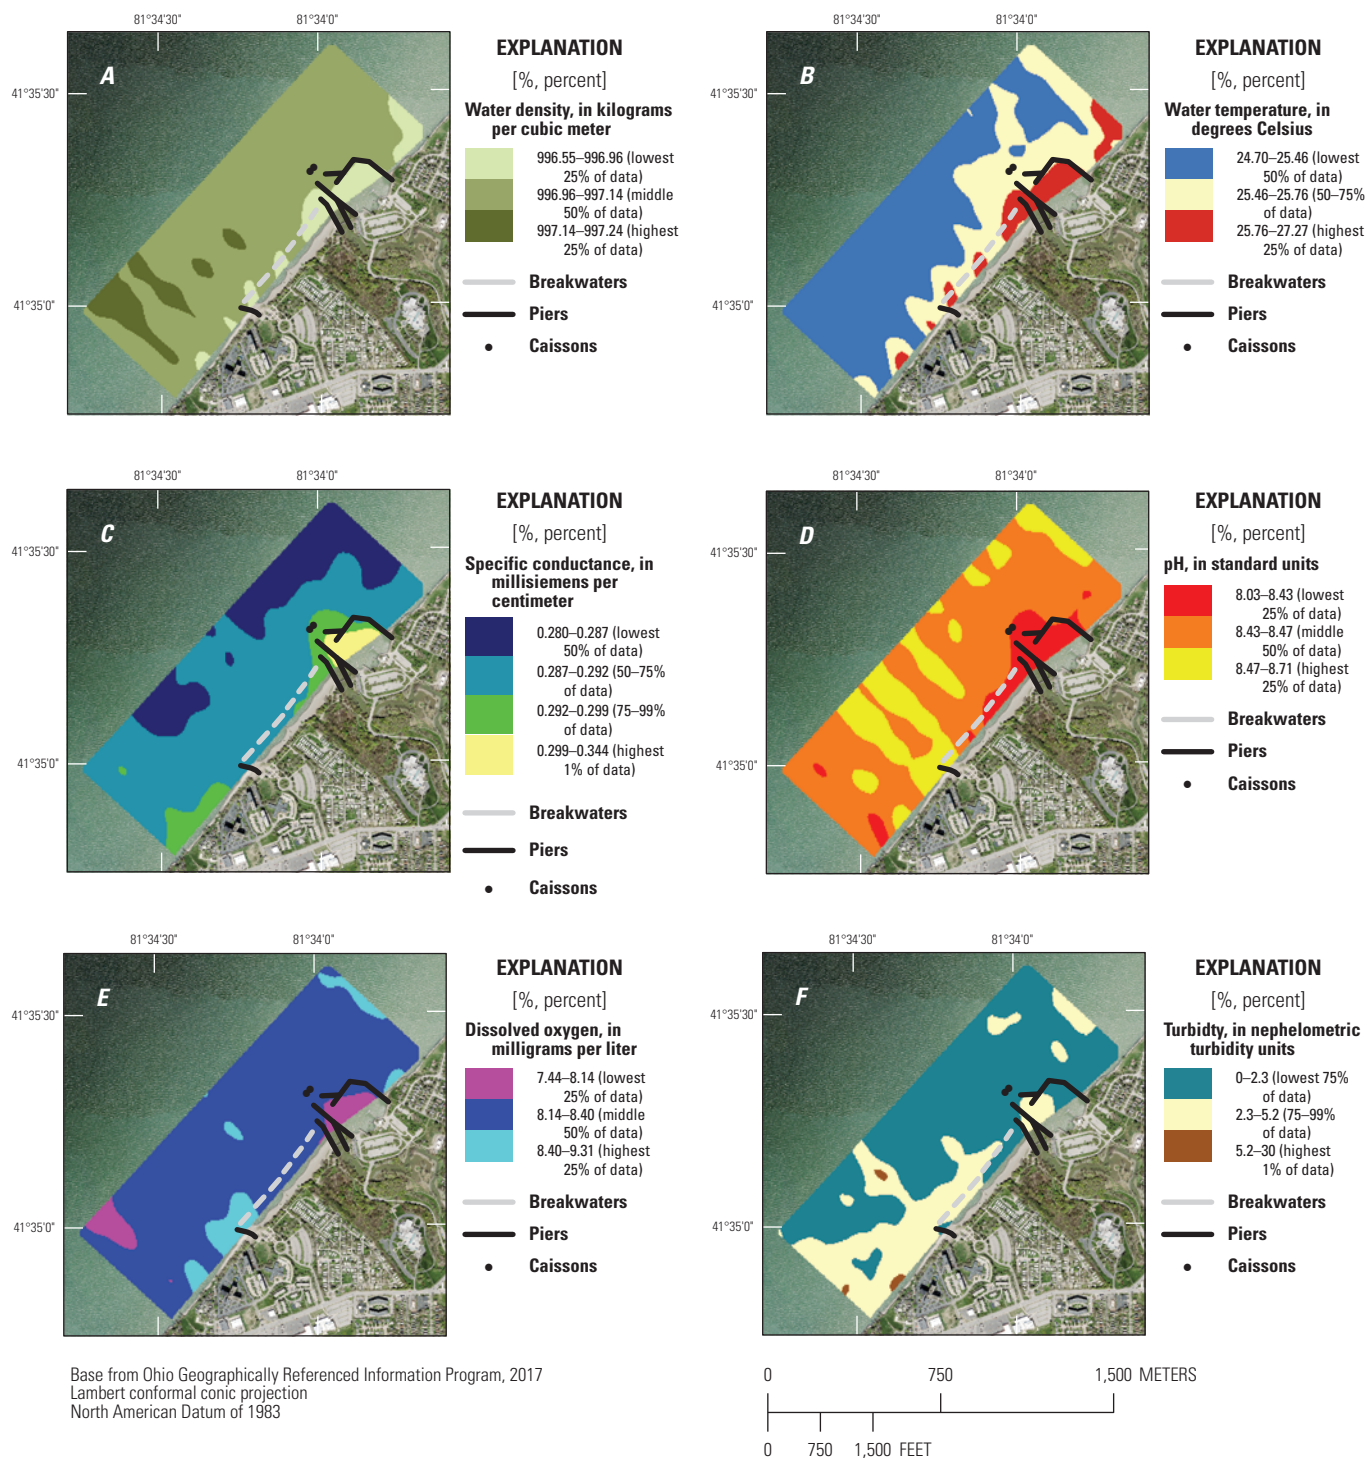 81°34'30"
81°34'0"
41°35'30"
41°35'0"
A
EXPLANATION
[%, percent]
Water density, in kilograms
per cubic meter
996.55–996.96 (lowest
25% of data)
996.96–997.14 (middle
50% of data)
997.14–997.24 (highest
25% of data)
Breakwaters
Piers
Caissons
81°34'30"
81°34'0"
41°35'30"
41°35'0"
B
EXPLANATION
[%, percent]
Water temperature, in
degrees Celsius
24.70–25.46 (lowest
50% of data)
25.46–25.76 (50–75%
of data)
25.76–27.27 (highest
25% of data)
Breakwaters
Piers
Caissons
81°34'30"
81°34'0"
41°35'30"
41°35'0"
C
EXPLANATION
[%, percent]
Specific conductance, in
millisiemens per
centimeter
0.280–0.287 (lowest
50% of data)
0.287–0.292 (50–75%
of data)
0.292–0.299 (75–99%
of data)
0.299–0.344 (highest
1% of data)
Breakwaters
Piers
Caissons
81°34'30"
81°34'0"
41°35'30"
41°35'0"
D
EXPLANATION
[%, percent]
pH, in standard units
8.03–8.43 (lowest
25% of data)
8.43–8.47 (middle
50% of data)
8.47–8.71 (highest
25% of data)
Breakwaters
Piers
Caissons
81°34'30"
81°34'0"
41°35'30"
41°35'0"
E
EXPLANATION
[%, percent]
Dissolved oxygen, in
milligrams per liter
7.44–8.14 (lowest
25% of data)
8.14–8.40 (middle
50% of data)
8.40–9.31 (highest
25% of data)
Breakwaters
Piers
Caissons
81°34'30"
81°34'0"
41°35'30"
41°35'0"
F
EXPLANATION
[%, percent]
Turbidty, in nephelometric
turbidity units
0–2.3 (lowest 75%
of data)
2.3–5.2 (75–99%
of data)
5.2–30 (highest
1% of data)
Breakwaters
Piers
Caissons
Base from Ohio Geographically Referenced Information Program, 2017
Lambert conformal conic projection
North American Datum of 1983
0 750 1,500 METERS
0 750 1,500 FEET